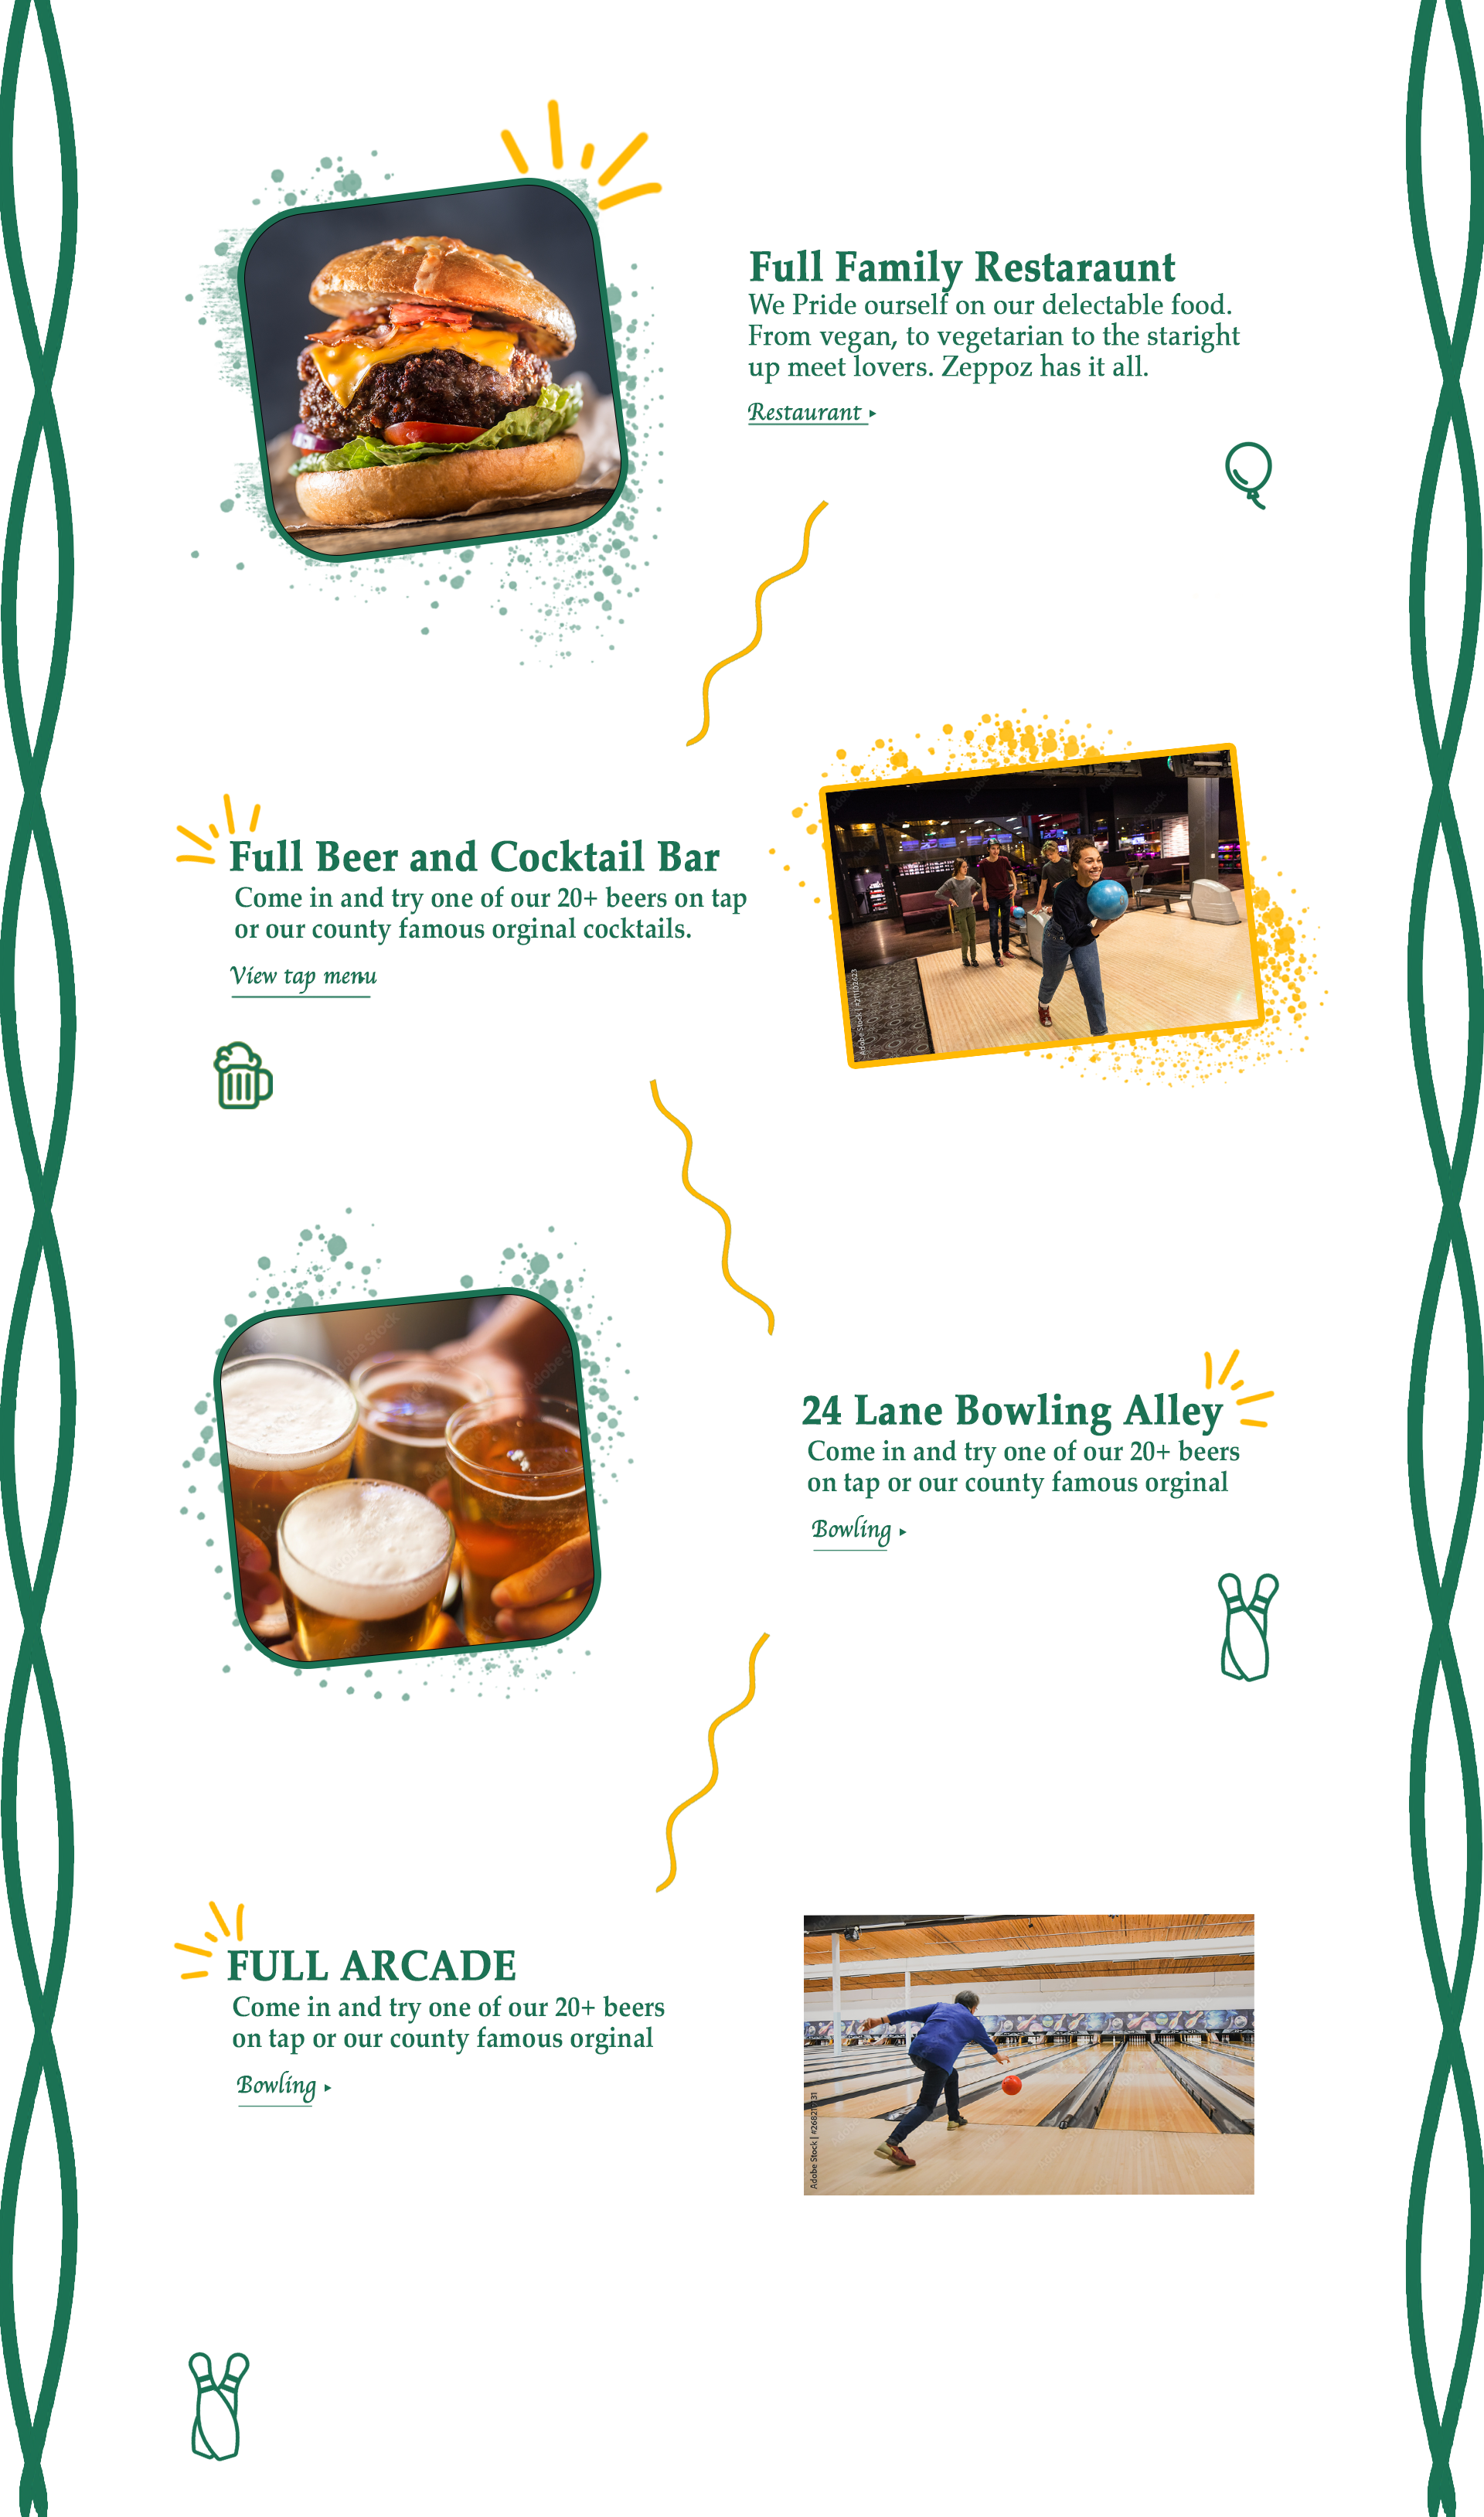 Full Family Restaraunt
We Pride ourself on our delectable food.
From vegan, to vegetarian to the staright
up meet lovers. Zeppoz has it all.
Restaurant ▸
Full Beer and Cocktail Bar
Come in and try one of our 20+ beers on tap
or our county famous orginal cocktails.
View tap menu
Adobe Stock | #211102623
24 Lane Bowling Alley
Come in and try one of our 20+ beers
on tap or our county famous orginal
Bowling ▸
FULL ARCADE
Come in and try one of our 20+ beers
on tap or our county famous orginal
Bowling ▸
Adobe Stock